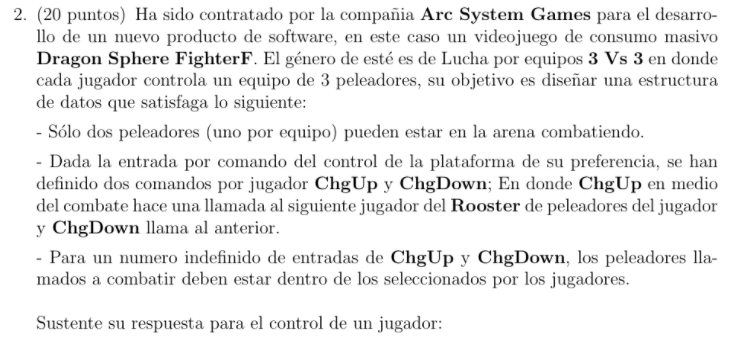 2. (20 puntos) Ha sido contratado por la compañia Arc System Games para el desarro-
llo de un nuevo producto de software, en este caso un videojuego de consumo masivo
Dragon Sphere FighterF. El género de esté es de Lucha por equipos 3 Vs 3 en donde
cada jugador controla un equipo de 3 peleadores, su objetivo es diseñar una estructura
de datos que satisfaga lo siguiente:
- Sólo dos peleadores (uno por equipo) pueden estar en la arena combatiendo.
- Dada la entrada por comando del control de la plataforma de su preferencia, se han
definido dos comandos por jugador ChgUp y ChgDown; En donde ChgUp en medio
del combate hace una llamada al siguiente jugador del Rooster de peleadores del jugador
y ChgDown llama al anterior.
- Para un numero indefinido de entradas de ChgUp y ChgDown, los peleadores lla-
mados a combatir deben estar dentro de los seleccionados por los jugadores.
Sustente su respuesta para el control de un jugador: